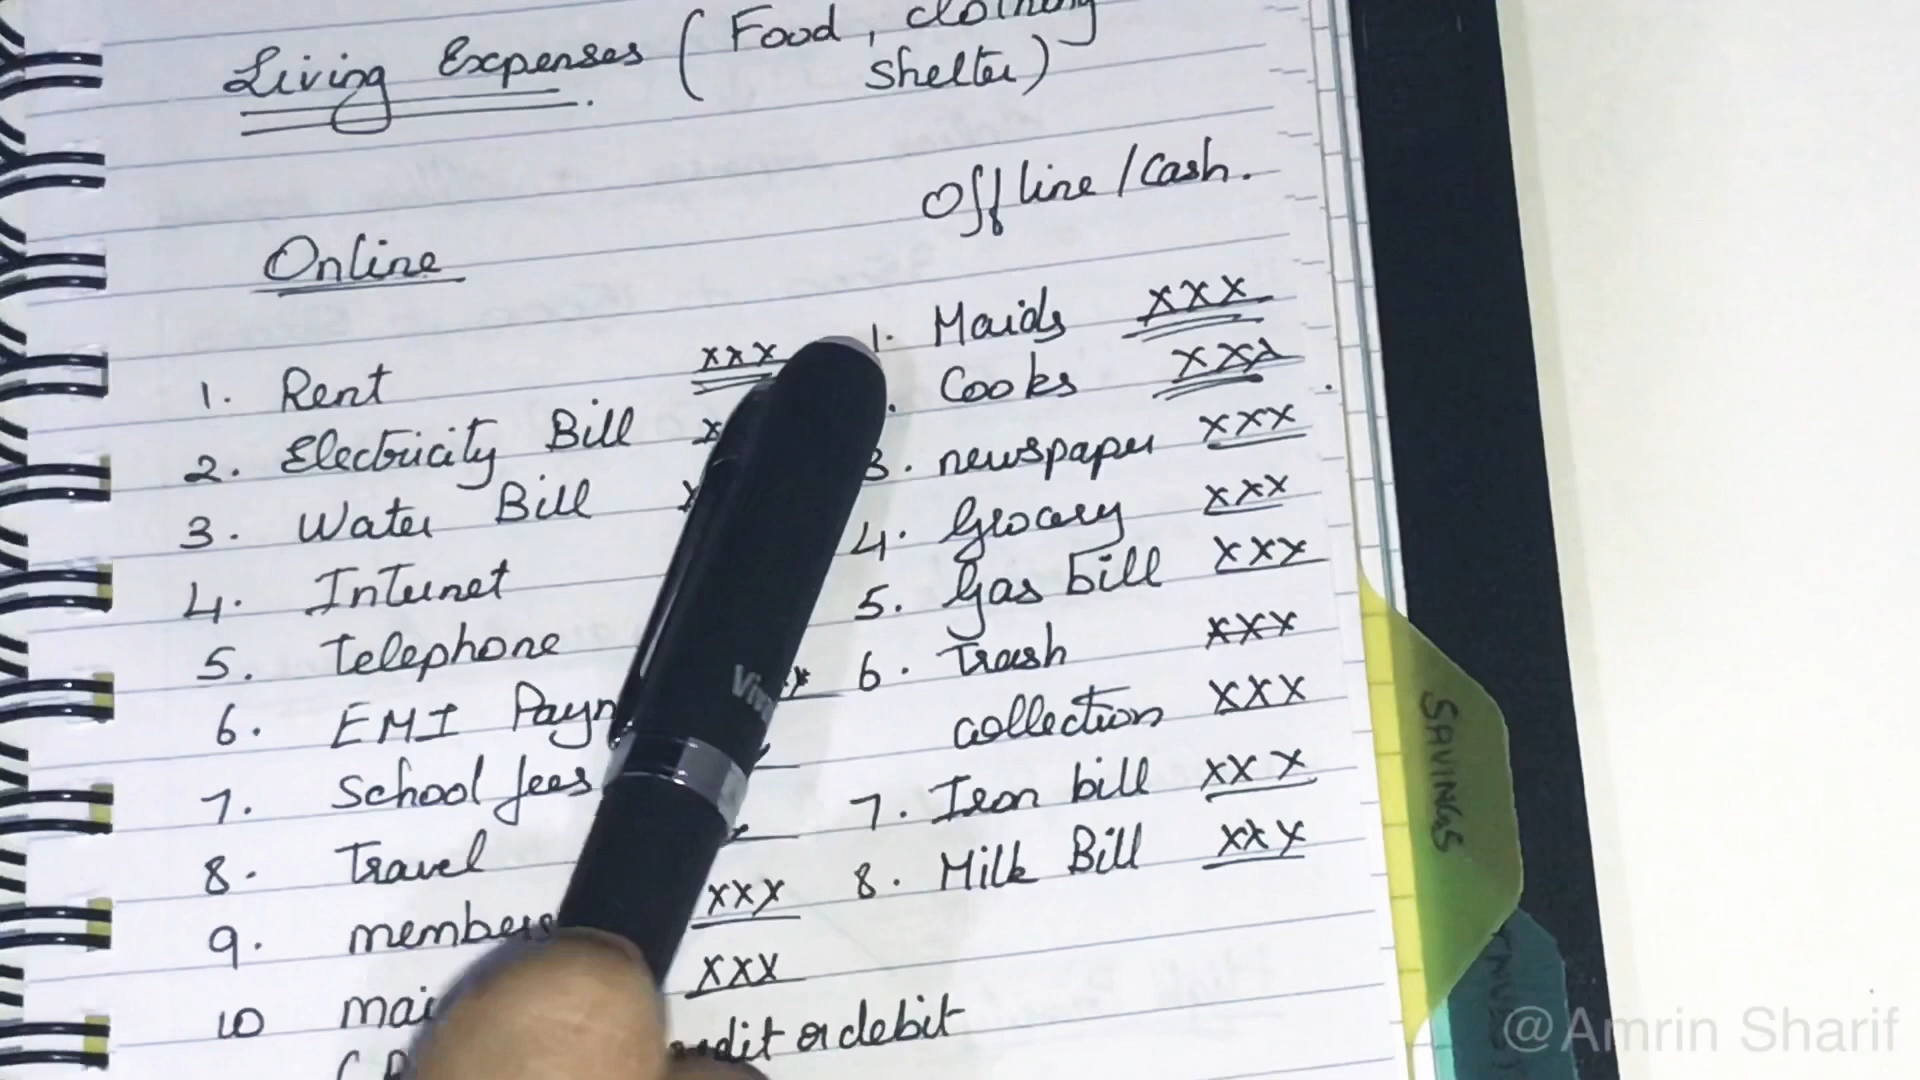 Living Expenses (Food, clothing
shelter)
Offline/Cash.
Online
1. Rent xxx
2. Electricity Bill x
3. Water Bill x
4. Internet
5. Telephone
6. EMI
7. School fees
8. Travel
9. xxx
10 xxx
or debit
1. Maids xxx
Cooks xxx
3. newspaper xxx
4. Grocery xxx
5. Gas bill xxx
6. Trash xxx
collection xxx
7. Iron bill xxx
8. Milk Bill xxx
SAVINGS
@Amrin Sharif